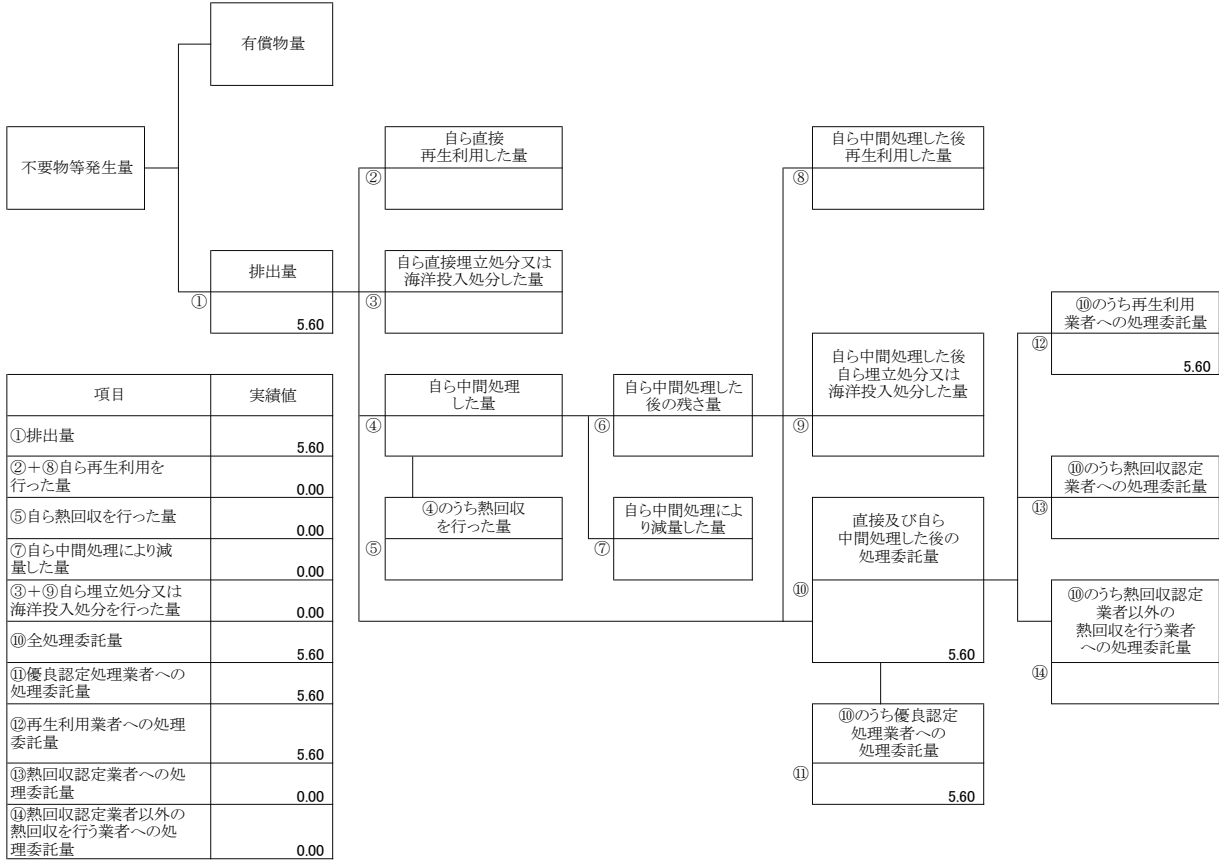 有償物量
不要物等発生量
自ら直接
再生利用した量
②
自ら中間処理した後
再生利用した量
⑧
排出量
①
5.60
自ら直接埋立処分又は
海洋投入処分した量
③
⑩のうち再生利用
業者への処理委託量
⑫
5.60
自ら中間処理
した量
④
自ら中間処理した
後の残さ量
⑥
自ら中間処理した後
自ら埋立処分又は
海洋投入処分した量
⑨
⑩のうち熱回収認定
業者への処理委託量
⑬
④のうち熱回収
を行った量
⑤
自ら中間処理によ
り減量した量
⑦
直接及び自ら
中間処理した後の
処理委託量
⑩
5.60
⑩のうち熱回収認定
業者以外の
熱回収を行う業者
への処理委託量
⑭
⑩のうち優良認定
処理業者への
処理委託量
⑪
5.60
項目 実績値
①排出量 5.60
②+⑧自ら再生利用を
行った量 0.00
⑤自ら熱回収を行った量 0.00
⑦自ら中間処理により減
量した量 0.00
③+⑨自ら埋立処分又は
海洋投入処分を行った量 0.00
⑩全処理委託量 5.60
⑪優良認定処理業者への
処理委託量 5.60
⑫再生利用業者への処理
委託量 5.60
⑬熱回収認定業者への処
理委託量 0.00
⑭熱回収認定業者以外の
熱回収を行う業者への処
理委託量 0.00